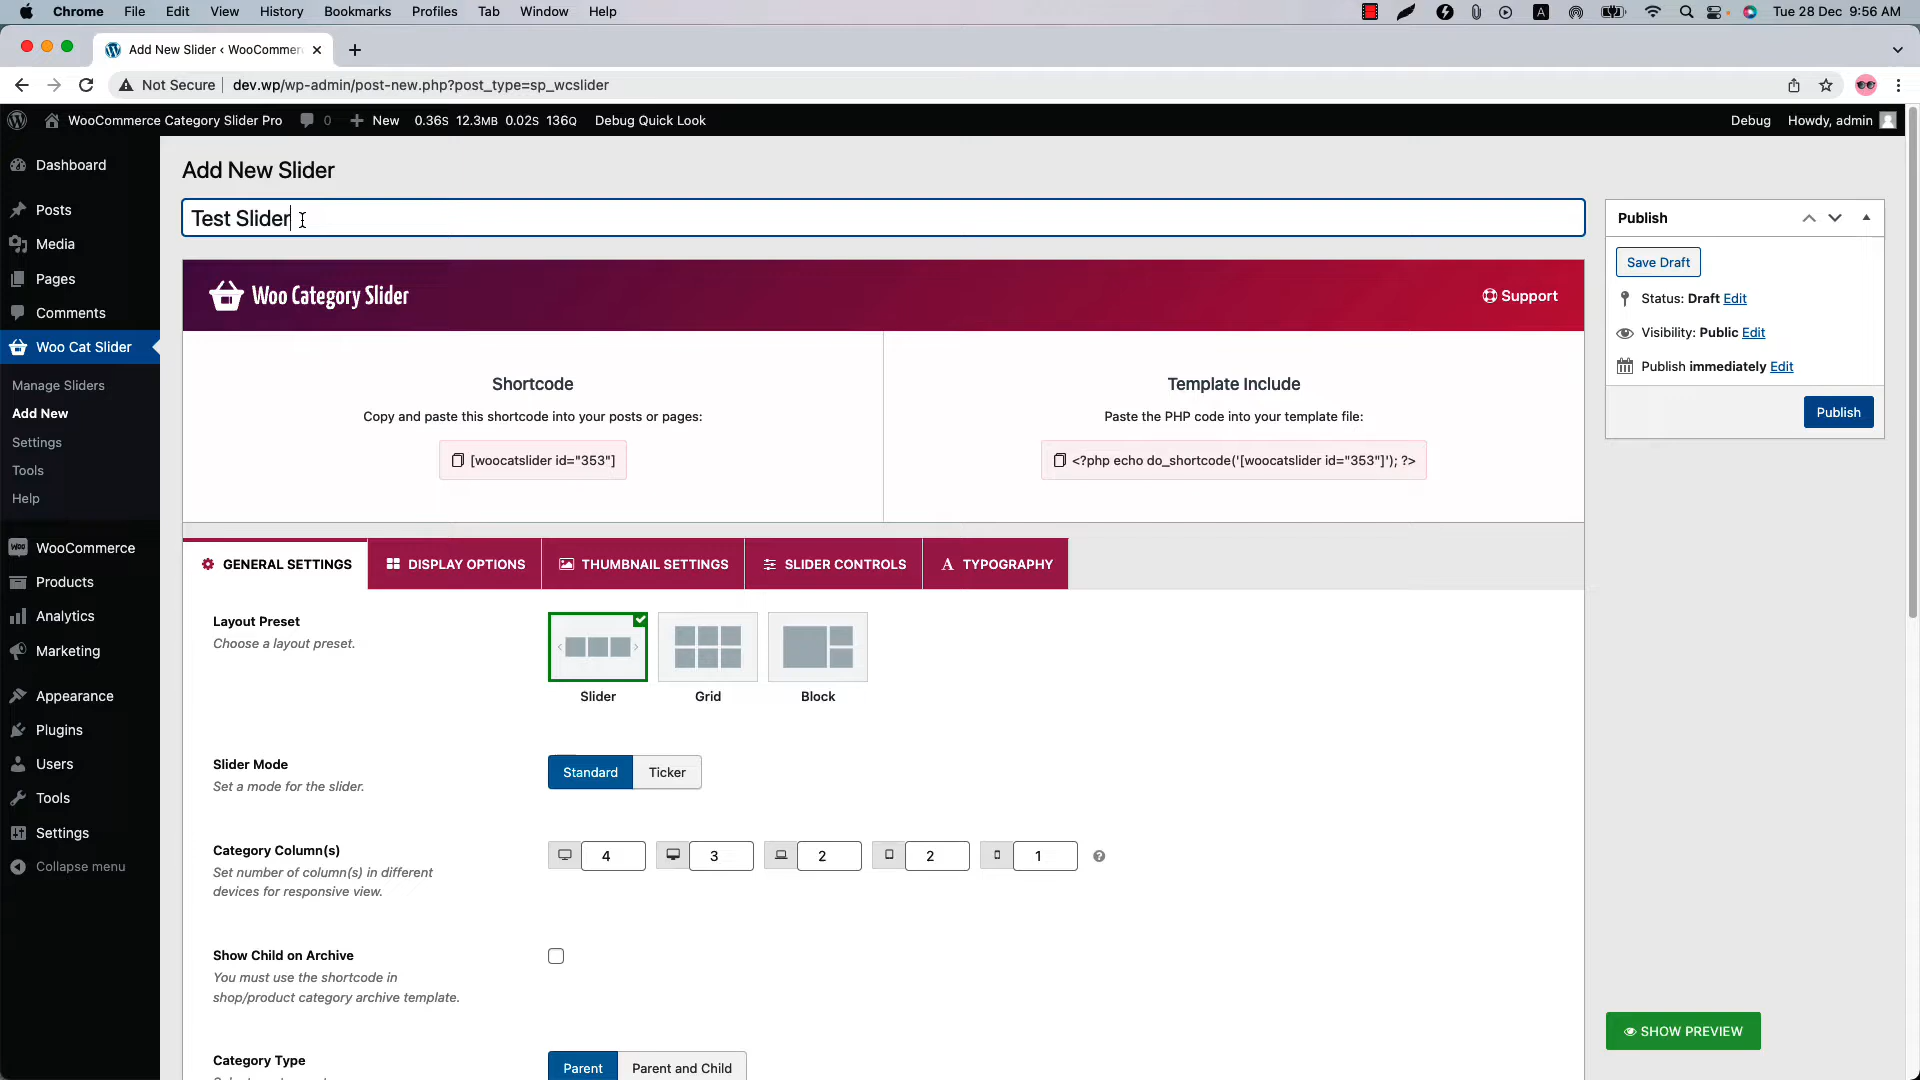 Chrome File Edit View History Bookmarks Profiles Tab Window Help A Tue 28 Dec 9:56 AM
Add New Slider ‹ WooCommer
Not Secure dev.wp/wp-admin/post-new.php?post_type=sp_wcslider
WooCommerce Category Slider Pro 0 New 0.36s 12.3MB 0.02s 136Q Debug Quick Look Debug Howdy, admin
Dashboard
Posts
Media
Pages
Comments
Woo Cat Slider
Manage Sliders
Add New
Settings
Tools
Help
WooCommerce
Products
Analytics
Marketing
Appearance
Plugins
Users
Tools
Settings
Collapse menu
Add New Slider
Test Slider
Woo Category Slider Support
Shortcode
Copy and paste this shortcode into your posts or pages:
[woocatslider id="353"]
Template Include
Paste the PHP code into your template file:
<?php echo do_shortcode('[woocatslider id="353"]'); ?>
GENERAL SETTINGS DISPLAY OPTIONS THUMBNAIL SETTINGS SLIDER CONTROLS TYPOGRAPHY
Layout Preset
Choose a layout preset.
Slider Grid Block
Slider Mode
Set a mode for the slider.
Standard Ticker
Category Column(s)
Set number of column(s) in different
devices for responsive view.
4 3 2 2 1
Show Child on Archive
You must use the shortcode in
shop/product category archive template.
Category Type
Parent Parent and Child
Publish
Save Draft
Status: Draft Edit
Visibility: Public Edit
Publish immediately Edit
Publish
SHOW PREVIEW